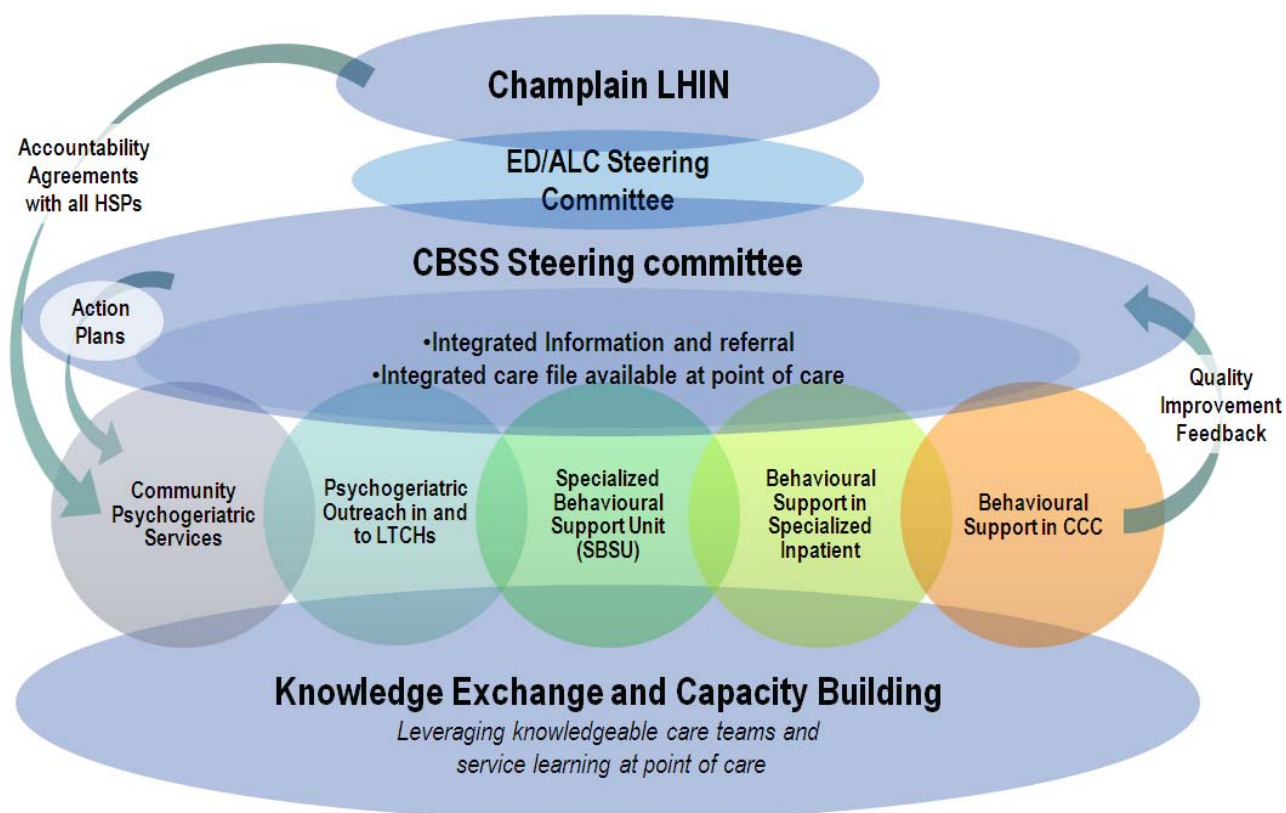 Champlain LHIN
Accountability
Agreements
with all HSPs
ED/ALC Steering
Committee
CBSS Steering committee
Action
Plans
•Integrated Information and referral
•Integrated care file available at point of care
Quality
Improvement
Feedback
Community
Psychogeriatric
Services
Psychogeriatric
Outreach in and
to LTCHs
Specialized
Behavioural
Support Unit
(SBSU)
Behavioural
Support in
Specialized
Inpatient
Behavioural
Support in CCC
Knowledge Exchange and Capacity Building
Leveraging knowledgeable care teams and
service learning at point of care